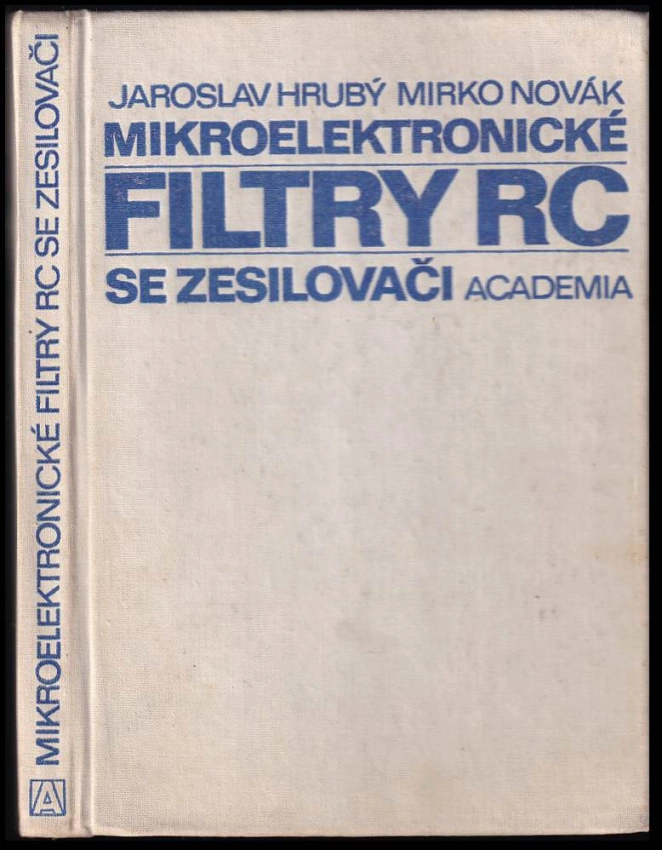 JAROSLAV HRUBÝ MIRKO NOVÁK
MIKROELEKTRONICKÉ
FILTRY RC
SE ZESILOVAČI ACADEMIA
MIKROELEKTRONICKÉ FILTRY RC SE ZESILOVAČI
A